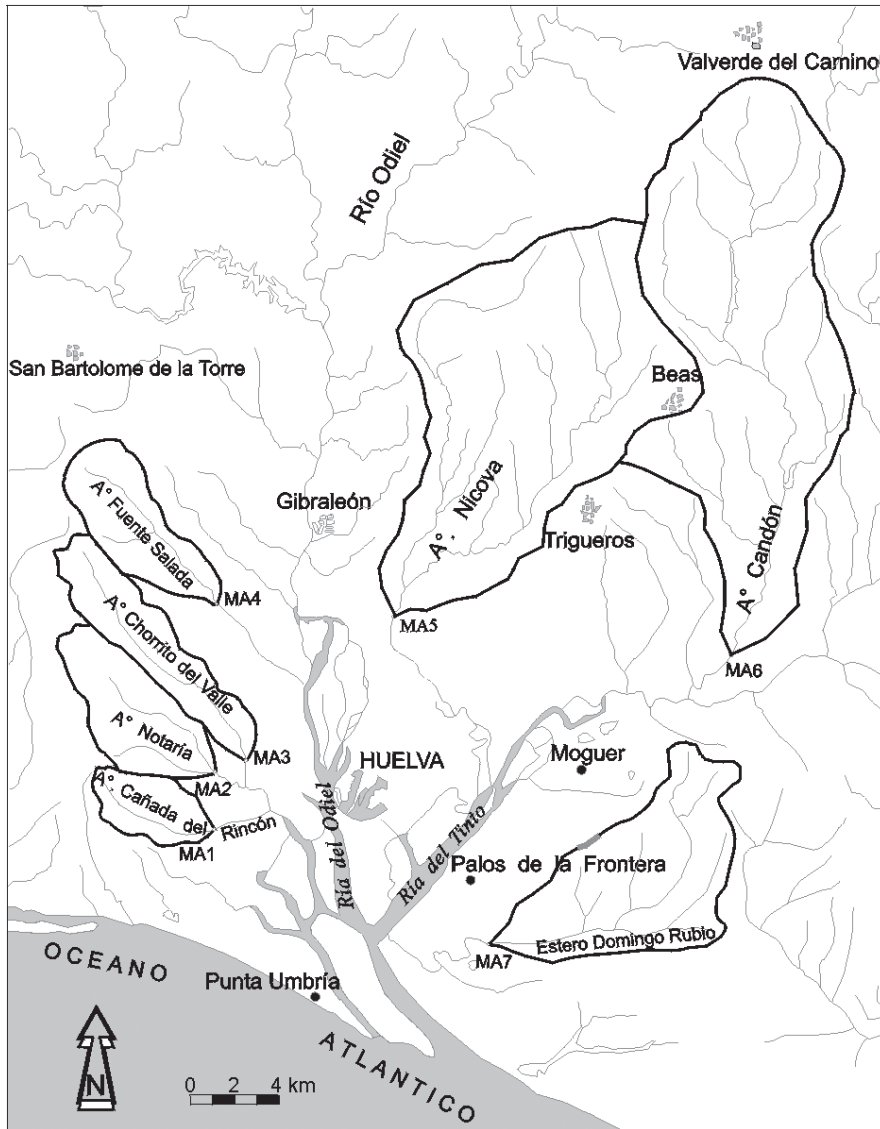 Valverde del Camino
Río Odiel
San Bartolome de la Torre
Beas
A° Fuente Salada
Gibraleón
A°. Nicova
Trigueros
A° Candón
MA4
MA5
A° Chorrito del Valle
MA6
A° Notaría
MA3
HUELVA
Moguer
MA2
A°. Cañada del Rincón
MA1
Ría del Odiel
Ría del Tinto
Palos de la Frontera
Estero Domingo Rubio
MA7
OCEANO
ATLANTICO
Punta Umbría
N
0 2 4 km